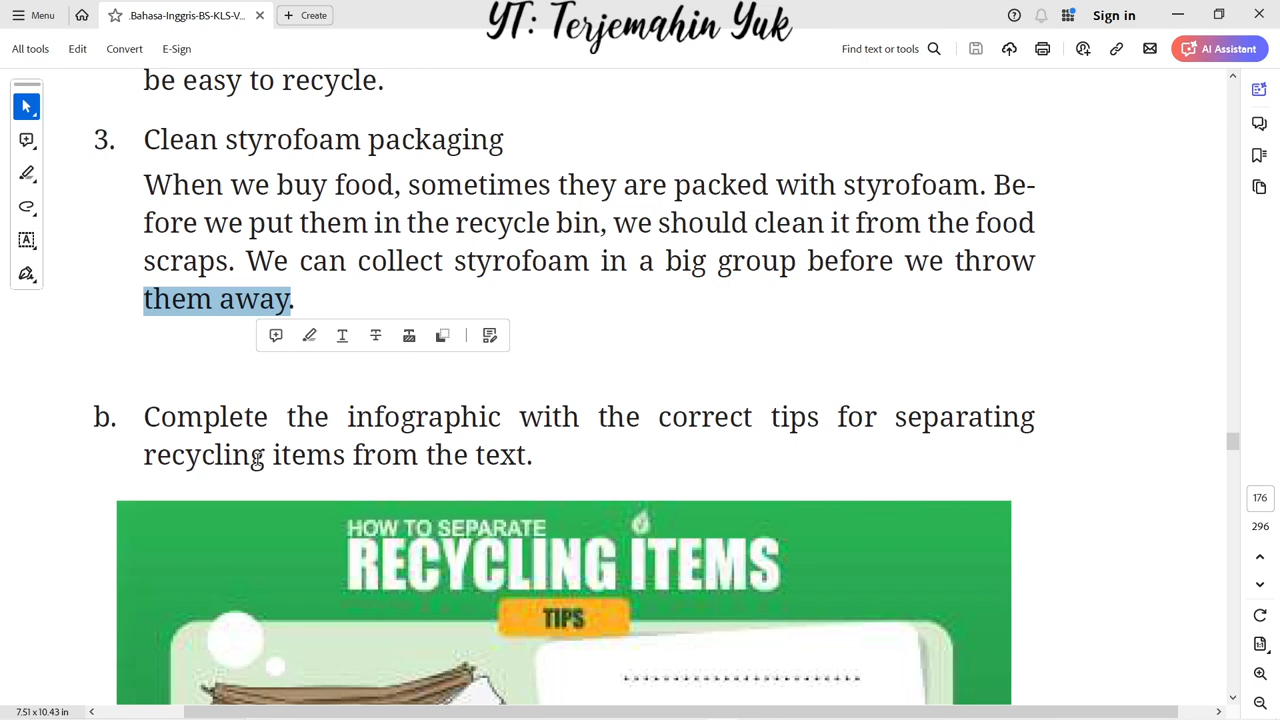 Menu
.Bahasa-Inggris-BS-KLS-V...
Create
YT: Terjemahin Yuk
Sign in
All tools
Edit
Convert
E-Sign
Find text or tools
AI Assistant
be easy to recycle.
3. Clean styrofoam packaging
When we buy food, sometimes they are packed with styrofoam. Be-
fore we put them in the recycle bin, we should clean it from the food
scraps. We can collect styrofoam in a big group before we throw
them away.
b. Complete the infographic with the correct tips for separating
recycling items from the text.
HOW TO SEPARATE
RECYCLING ITEMS
TIPS
176
296
7.51 x 10.43 in